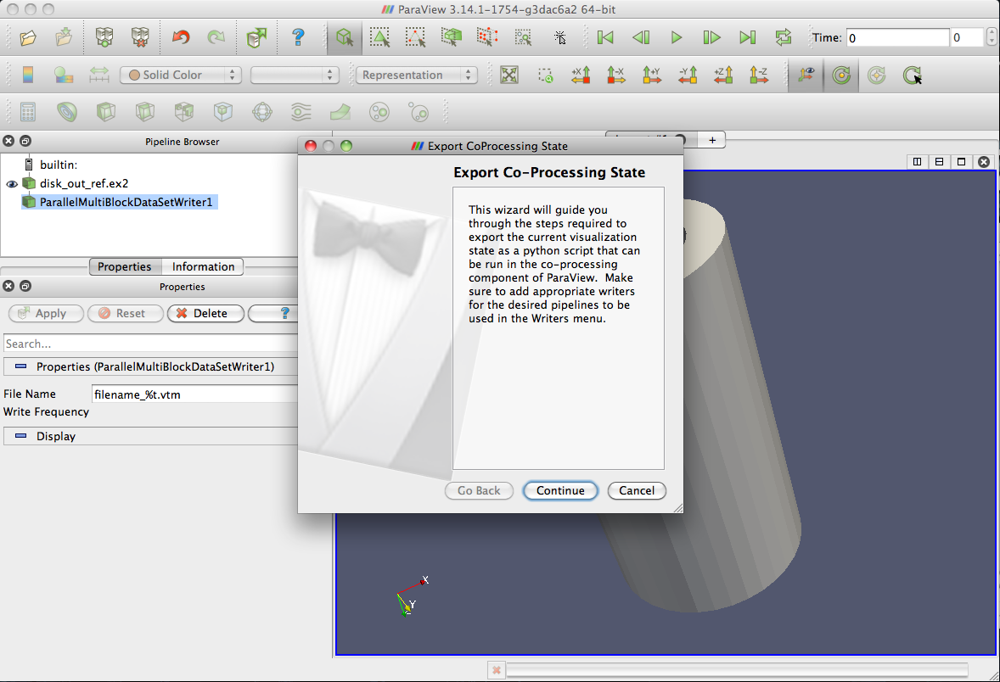 ParaView 3.14.1-1754-g3dac6a2 64-bit
Time: 0 0
Solid Color Representation
+X -X +Y -Y +Z -Z
Pipeline Browser
builtin:
disk_out_ref.ex2
ParallelMultiBlockDataSetWriter1
Properties Information
Properties
Apply Reset Delete ?
Search...
Properties (ParallelMultiBlockDataSetWriter1)
File Name filename_%t.vtm
Write Frequency
Display
+
Export CoProcessing State
Export Co-Processing State
This wizard will guide you
through the steps required to
export the current visualization
state as a python script that can
be run in the co-processing
component of ParaView.  Make
sure to add appropriate writers
for the desired pipelines to be
used in the Writers menu.
Go Back Continue Cancel
X
Y
Z